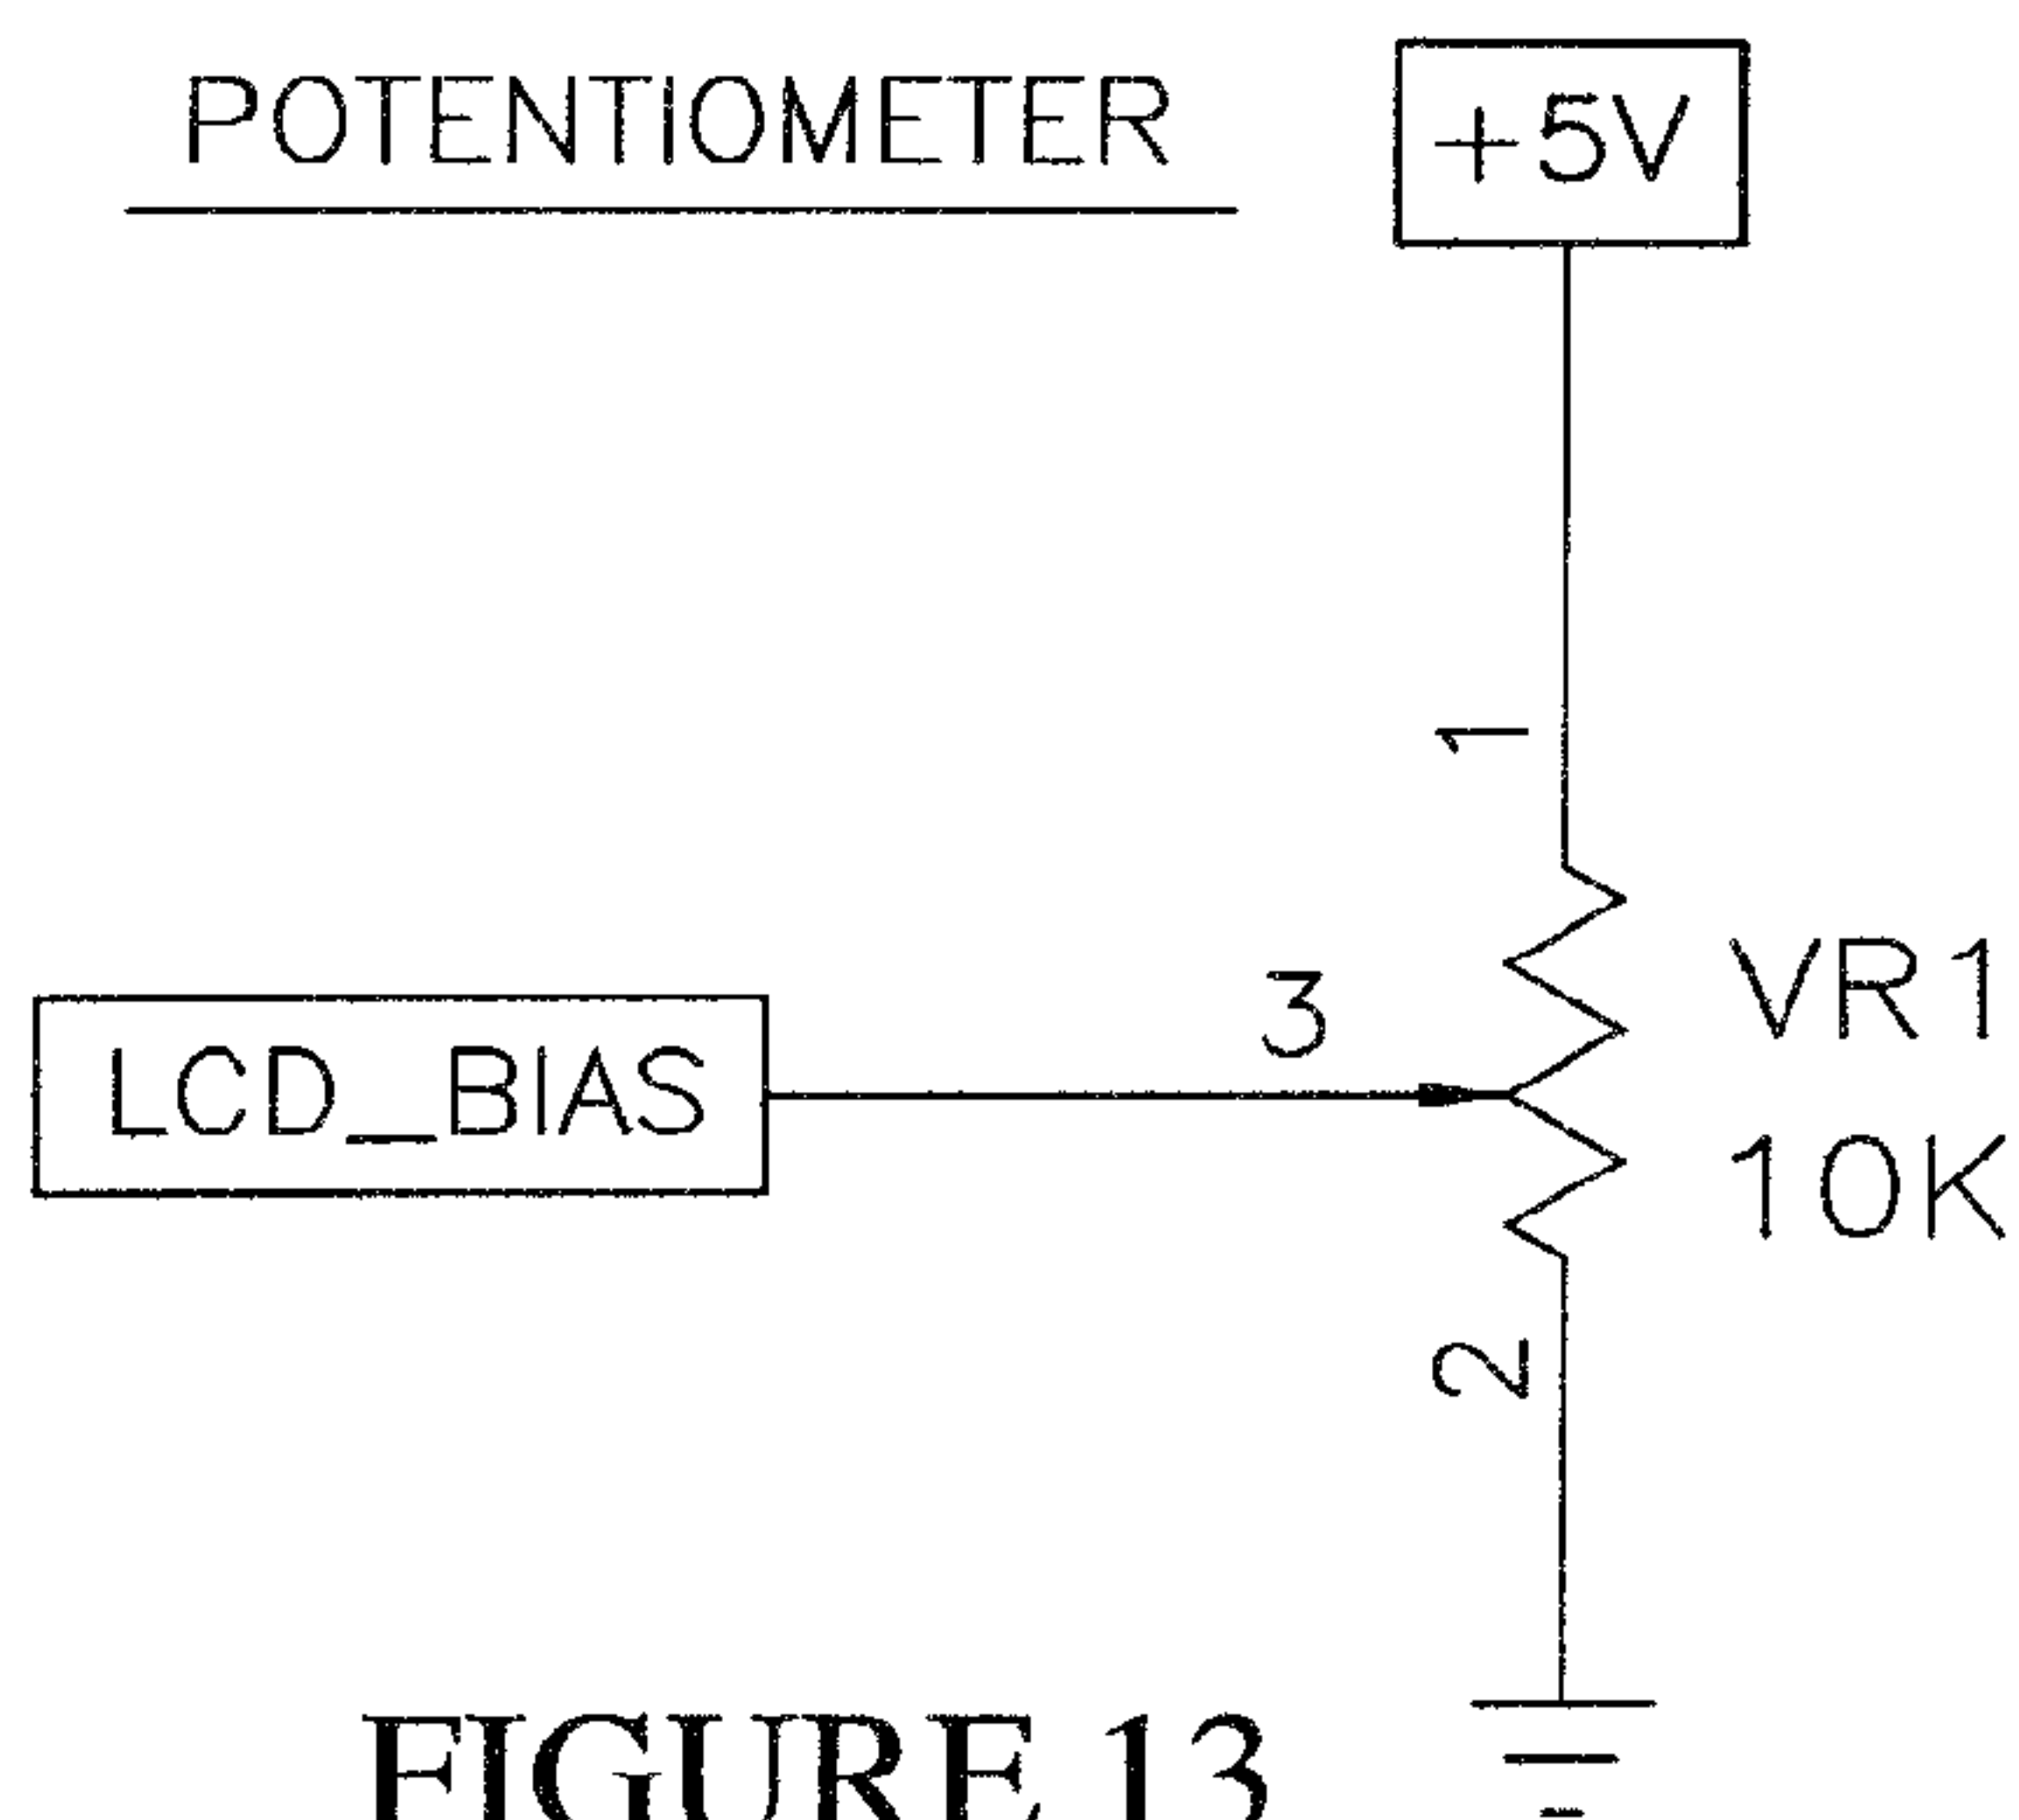 POTENTIOMETER
+5V
1
3
VR1
LCD_BIAS
10K
2
FIGURE 13